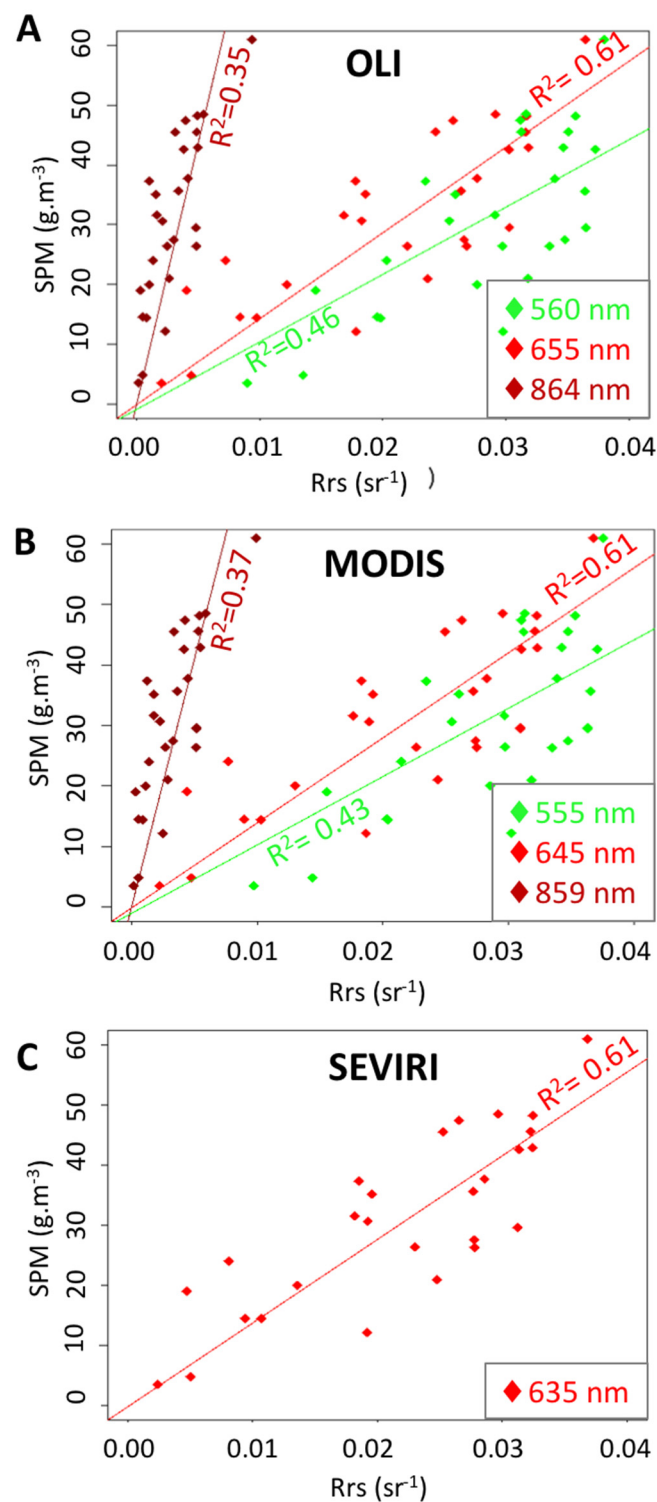 A
OLI
SPM (g.m-3)
60
50
40
30
20
10
0
R2=0.35
R2= 0.61
R2=0.46
560 nm
655 nm
864 nm
0.00 0.01 0.02 0.03 0.04
Rrs (sr-1) )
B
MODIS
SPM (g.m-3)
60
50
40
30
20
10
0
R2=0.37
R2=0.61
R2= 0.43
555 nm
645 nm
859 nm
0.00 0.01 0.02 0.03 0.04
Rrs (sr-1)
C
SEVIRI
SPM (g.m-3)
60
50
40
30
20
10
0
R2= 0.61
635 nm
0.00 0.01 0.02 0.03 0.04
Rrs (sr-1)